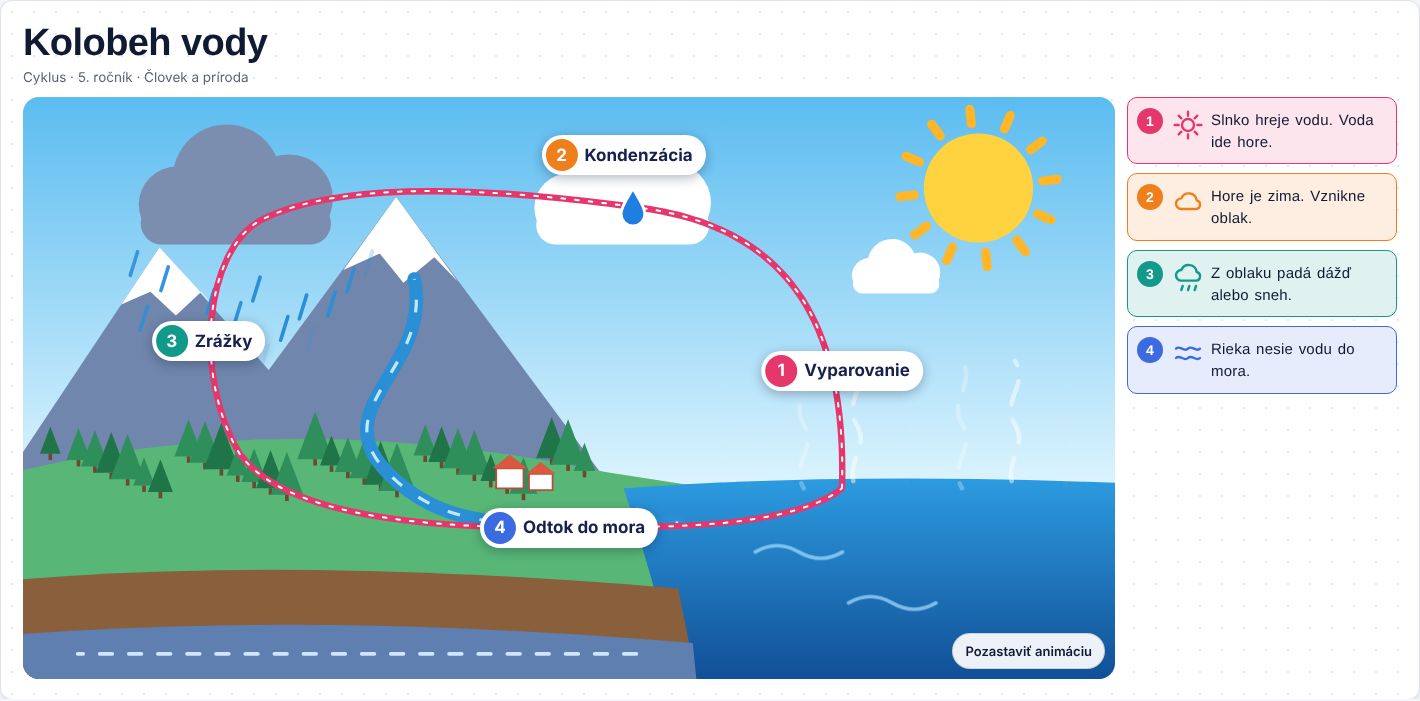 Kolobeh vody
Cyklus · 5. ročník · Človek a príroda
2 Kondenzácia
3 Zrážky
1 Vyparovanie
4 Odtok do mora
Pozastaviť animáciu
1 Slnko hreje vodu. Voda
ide hore.
2 Hore je zima. Vznikne
oblak.
3 Z oblaku padá dážď
alebo sneh.
4 Rieka nesie vodu do
mora.